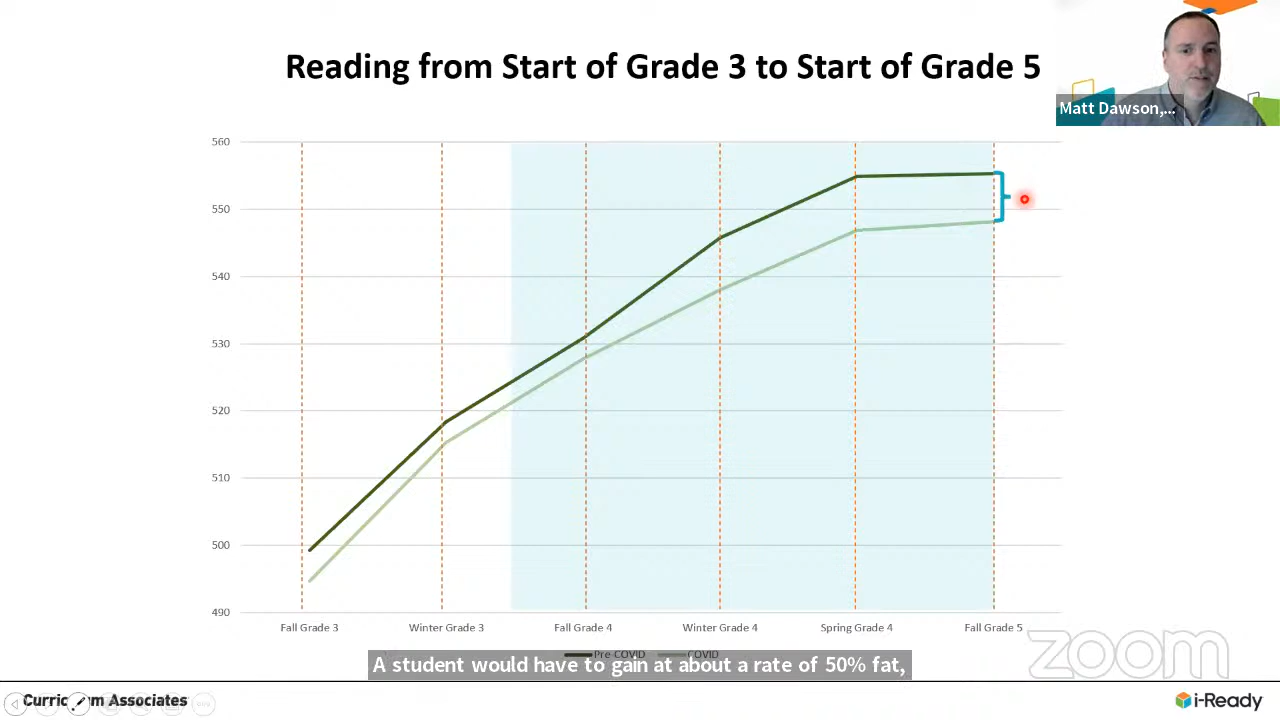 Reading from Start of Grade 3 to Start of Grade 5
Matt Dawson,...
560
550
540
530
520
510
500
490
Fall Grade 3
Winter Grade 3
Fall Grade 4
Winter Grade 4
Spring Grade 4
Fall Grade 5
Pre-COVID
COVID
A student would have to gain at about a rate of 50% fat,
zoom
Curriculum Associates
i-Ready